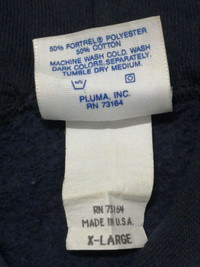 50% FORTREL® POLYESTER
50% COTTON
MACHINE WASH COLD. WASH
DARK COLORS SEPARATELY.
TUMBLE DRY MEDIUM.
PLUMA, INC.
RN 73164
RN 73164
MADE IN U.S.A.
X-LARGE